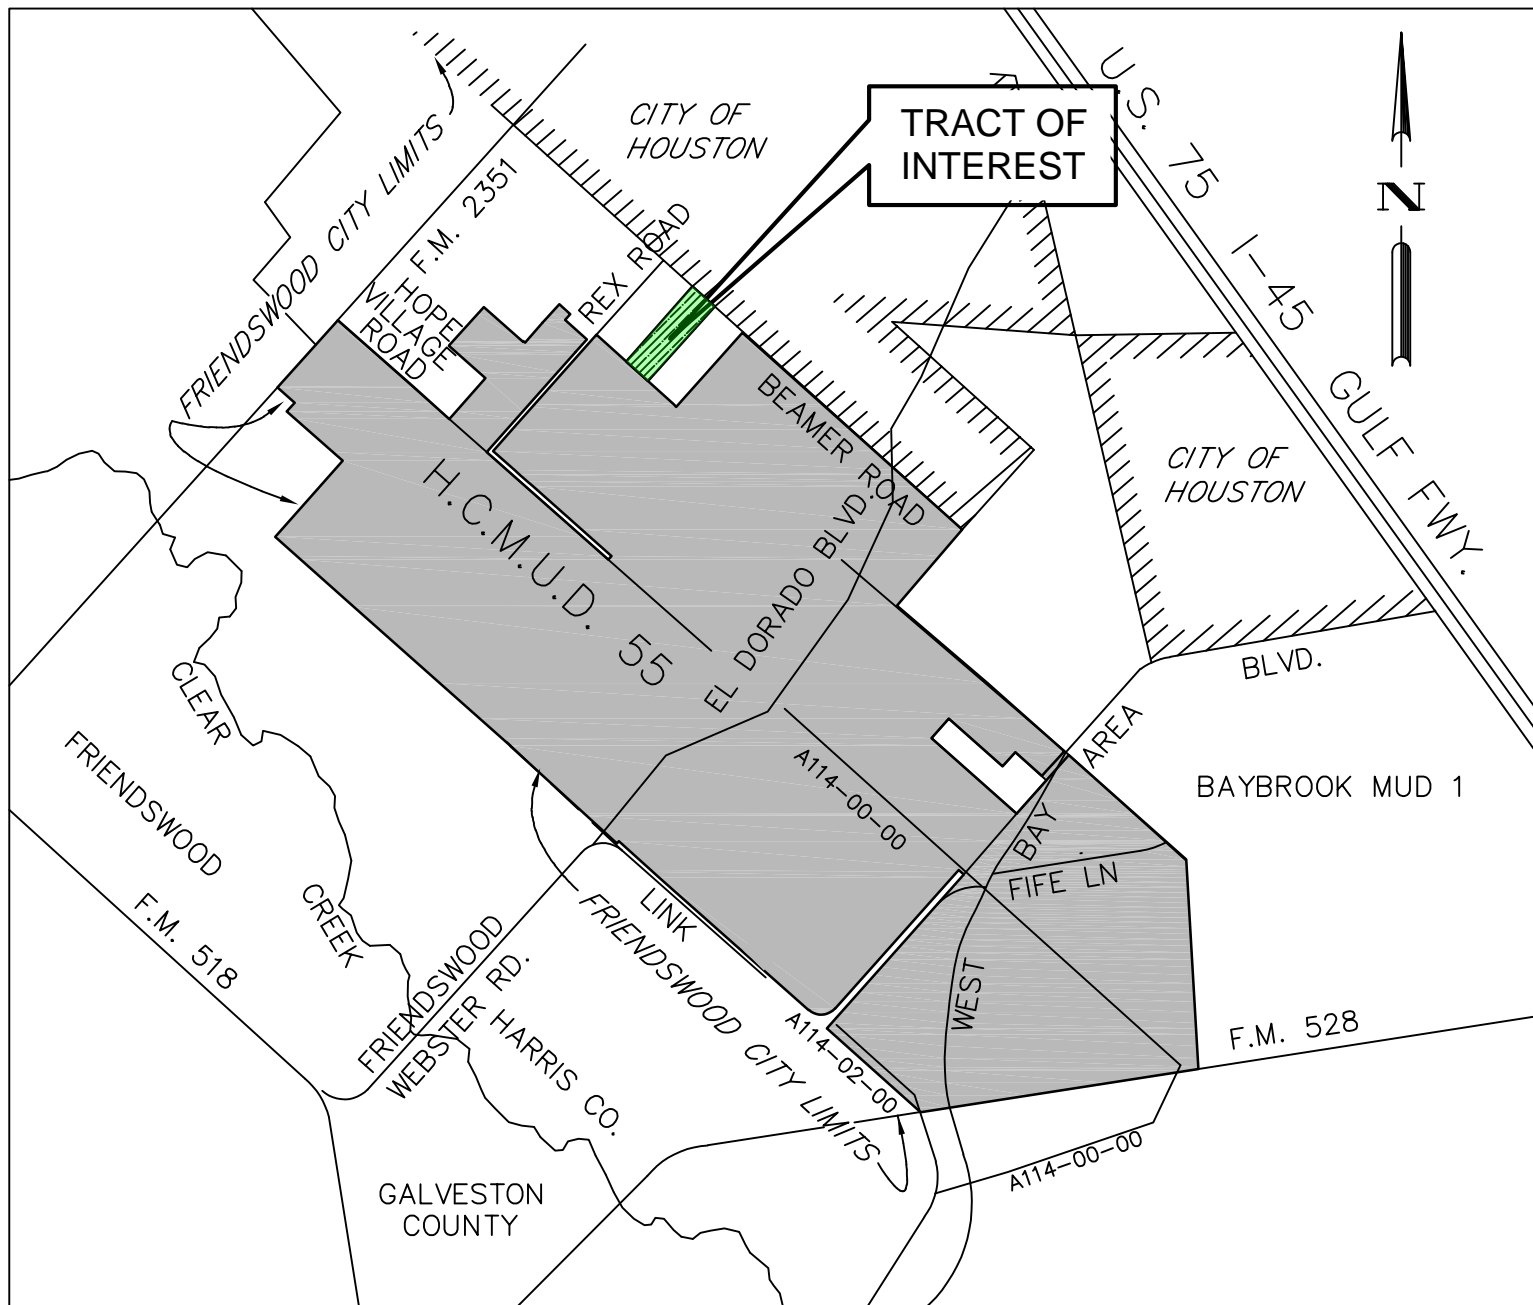 U.S. 75 I-45 GULF FWY.
CITY OF
HOUSTON
TRACT OF
INTEREST
N
FRIENDSWOOD CITY LIMITS
F.M. 2351
HOPE
VILLAGE
ROAD
REX ROAD
BEAMER ROAD
CITY OF
HOUSTON
H.C.M.U.D. 55
EL DORADO BLVD.
BLVD.
AREA
BAY
WEST
CLEAR
CREEK
FRIENDSWOOD
A114-00-00
BAYBROOK MUD 1
FIFE LN
F.M. 518
LINK
FRIENDSWOOD
WEBSTER RD.
FRIENDSWOOD CITY LIMITS
HARRIS CO.
A114-02-00
F.M. 528
A114-00-00
GALVESTON
COUNTY